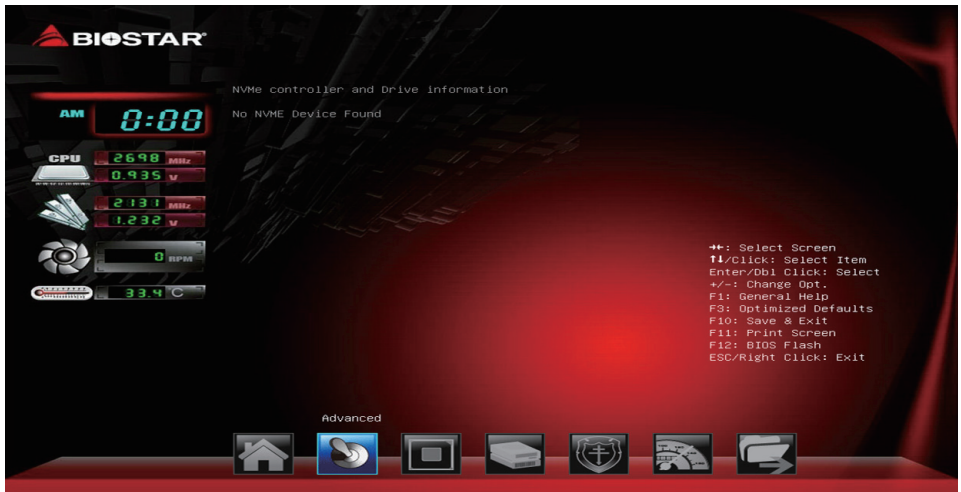 BIOSTAR®
AM 0:00
CPU 2698 MHz
0.935 V
2131 MHz
1.232 V
0 RPM
33.4 C
NVMe controller and Drive information
No NVME Device Found
→←: Select Screen
↑↓/Click: Select Item
Enter/Dbl Click: Select
+/-: Change Opt.
F1: General Help
F3: Optimized Defaults
F10: Save & Exit
F11: Print Screen
F12: BIOS Flash
ESC/Right Click: Exit
Advanced